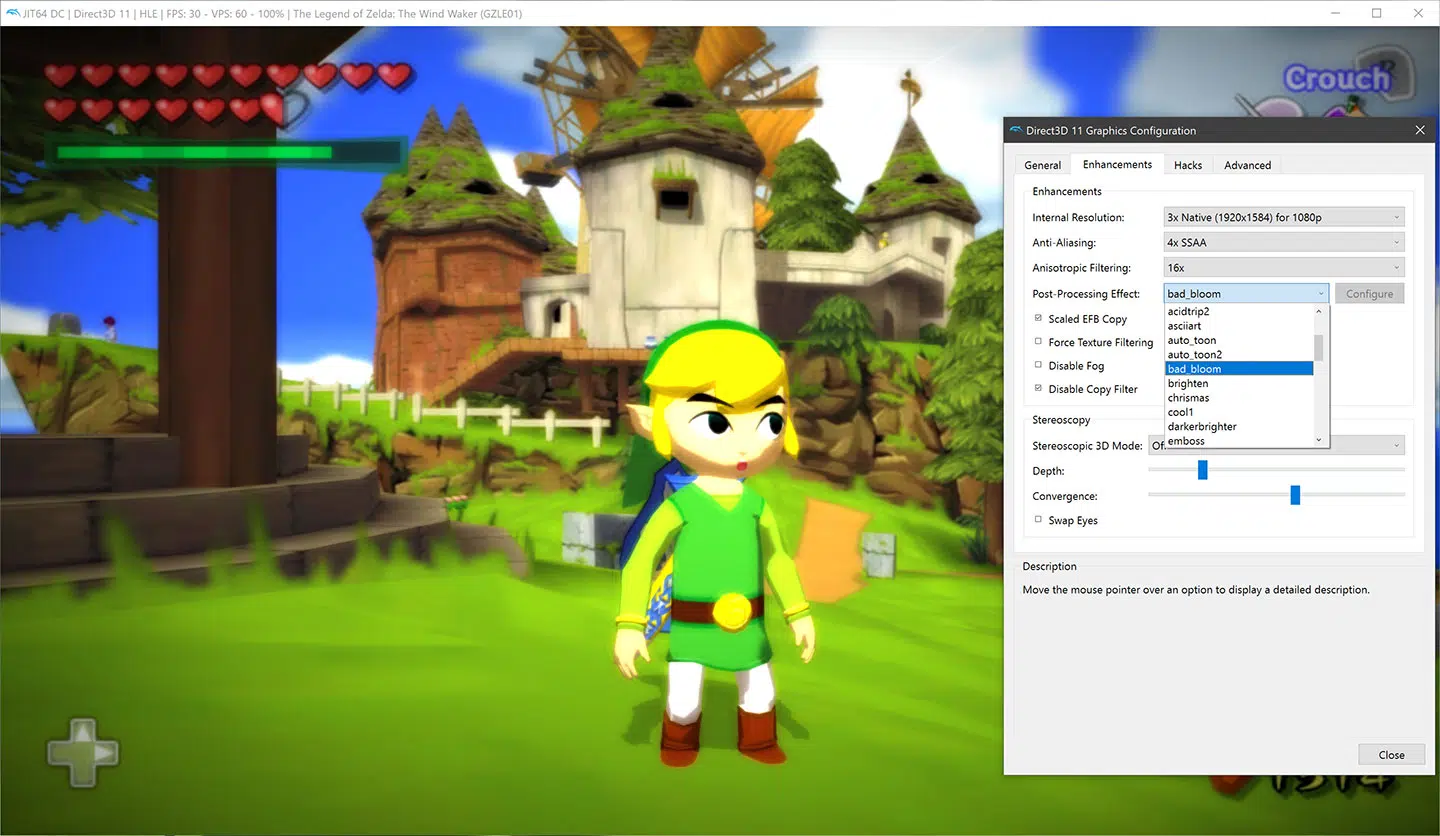 JIT64 DC | Direct3D 11 | HLE | FPS: 30 - VPS: 60 - 100% | The Legend of Zelda: The Wind Waker (GZLE01)
Crouch
Direct3D 11 Graphics Configuration
General Enhancements Hacks Advanced
Enhancements
Internal Resolution: 3x Native (1920x1584) for 1080p
Anti-Aliasing: 4x SSAA
Anisotropic Filtering: 16x
Post-Processing Effect: bad_bloom Configure
acidtrip2
Scaled EFB Copy
asciiart
auto_toon
Force Texture Filtering
auto_toon2
Disable Fog
bad_bloom
brighten
Disable Copy Filter
chrismas
cool1
Stereoscopy
darkerbrighter
emboss
Stereoscopic 3D Mode:
Depth:
Convergence:
Swap Eyes
Description
Move the mouse pointer over an option to display a detailed description.
Close